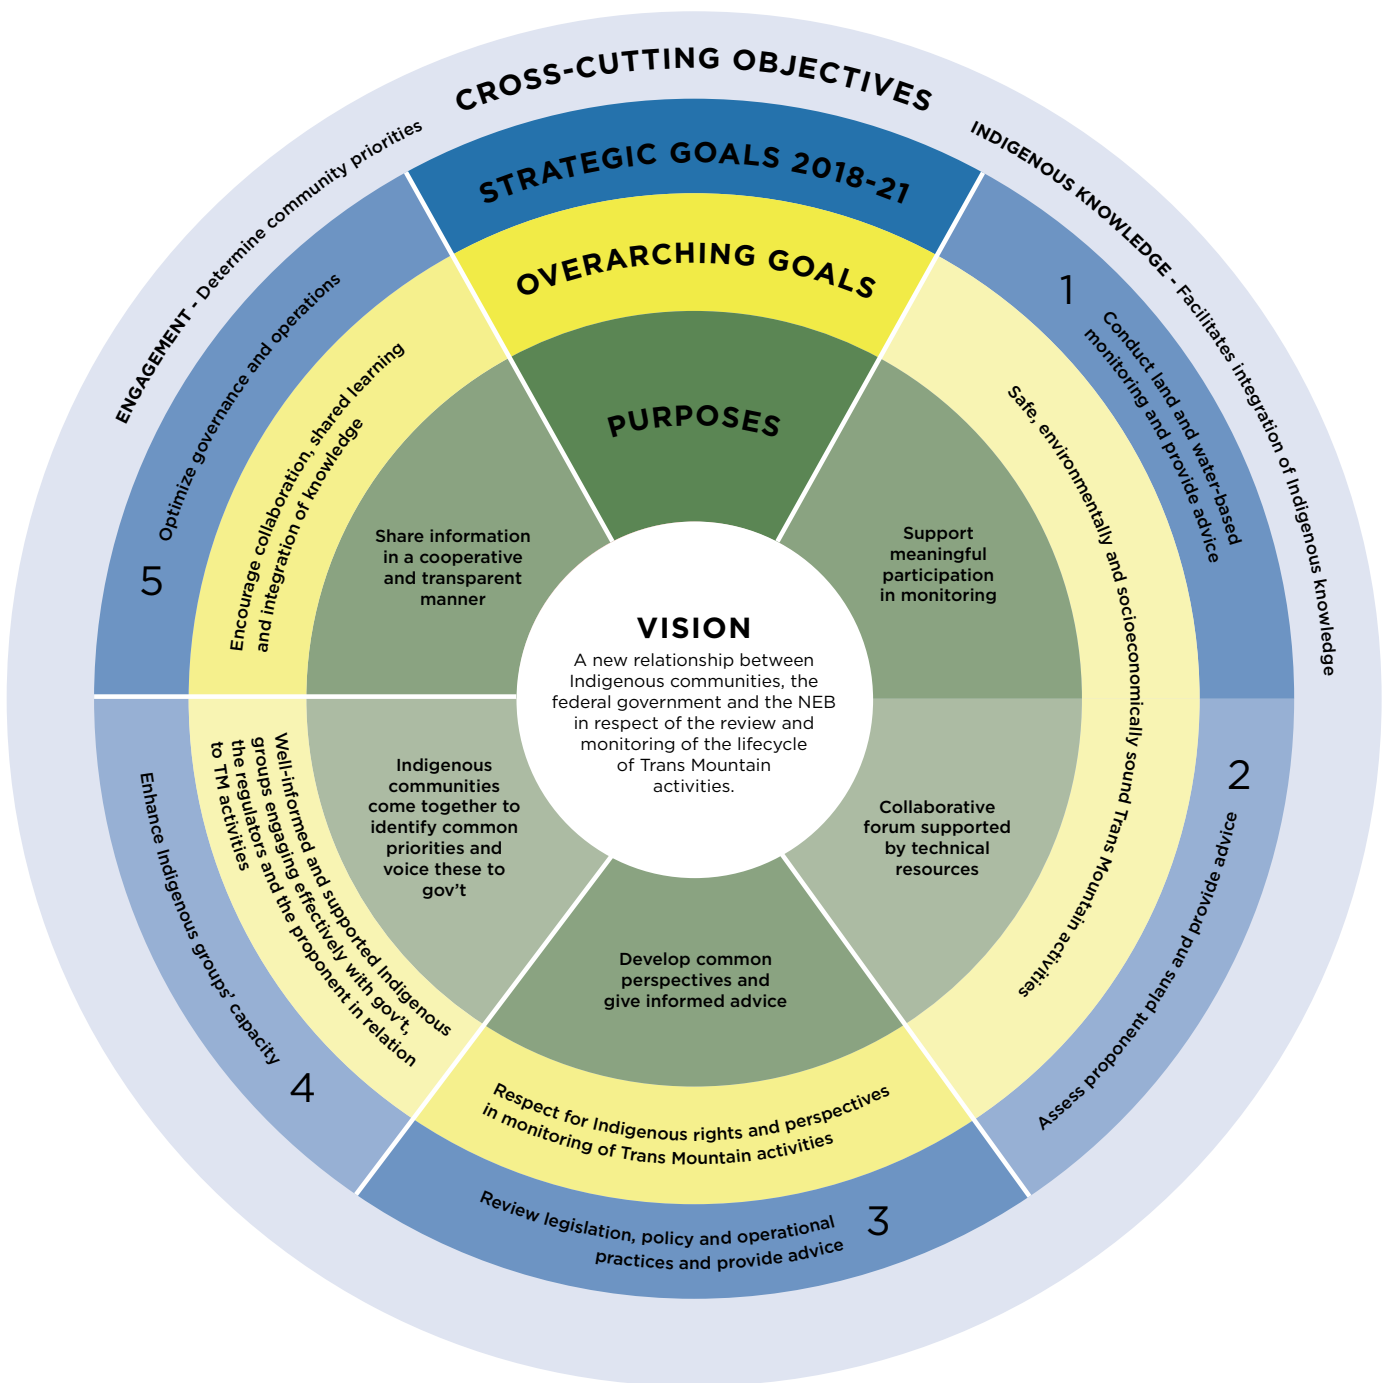 CROSS-CUTTING OBJECTIVES
STRATEGIC GOALS 2018-21
OVERARCHING GOALS
PURPOSES
VISION
A new relationship between
Indigenous communities, the
federal government and the NEB
in respect of the review and
monitoring of the lifecycle
of Trans Mountain
activities.
INDIGENOUS KNOWLEDGE - Facilitates integration of Indigenous knowledge
1
Conduct land and water-based
monitoring and provide advice
Safe, environmentally and socioeconomically sound Trans Mountain activities
Support
meaningful
participation
in monitoring
2
Assess proponent plans and provide advice
Collaborative
forum supported
by technical
resources
Develop common
perspectives and
give informed advice
Respect for Indigenous rights and perspectives
in monitoring of Trans Mountain activities
3
Review legislation, policy and operational
practices and provide advice
Indigenous
communities
come together to
identify common
priorities and
voice these to
gov’t
Well-informed and supported Indigenous
groups engaging effectively with gov’t,
the regulators and the proponent in relation
to TM activities
Enhance Indigenous groups’ capacity
4
Share information
in a cooperative
and transparent
manner
Encourage collaboration, shared learning
and integration of knowledge
5
Optimize governance and operations
ENGAGEMENT - Determine community priorities